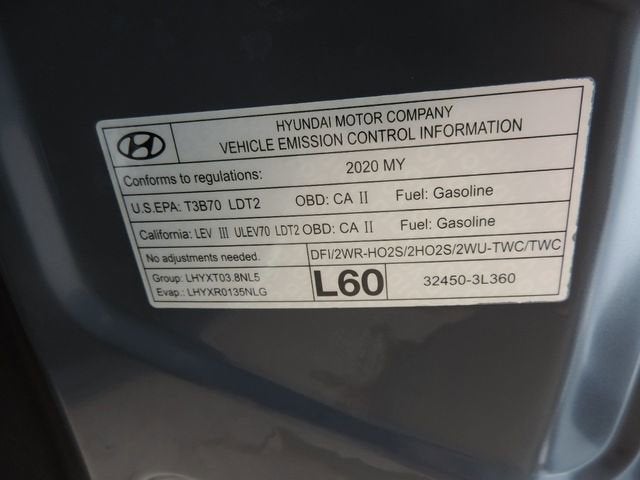 HYUNDAI MOTOR COMPANY
VEHICLE EMISSION CONTROL INFORMATION
Conforms to regulations: 2020 MY
U.S.EPA: T3B70 LDT2 OBD: CA II Fuel: Gasoline
California: LEV III ULEV70 LDT2 OBD: CA II Fuel: Gasoline
No adjustments needed. DFI/2WR-HO2S/2HO2S/2WU-TWC/TWC
Group: LHYXT03.8NL5
Evap.: LHYXR0135NLG
L60 32450-3L360